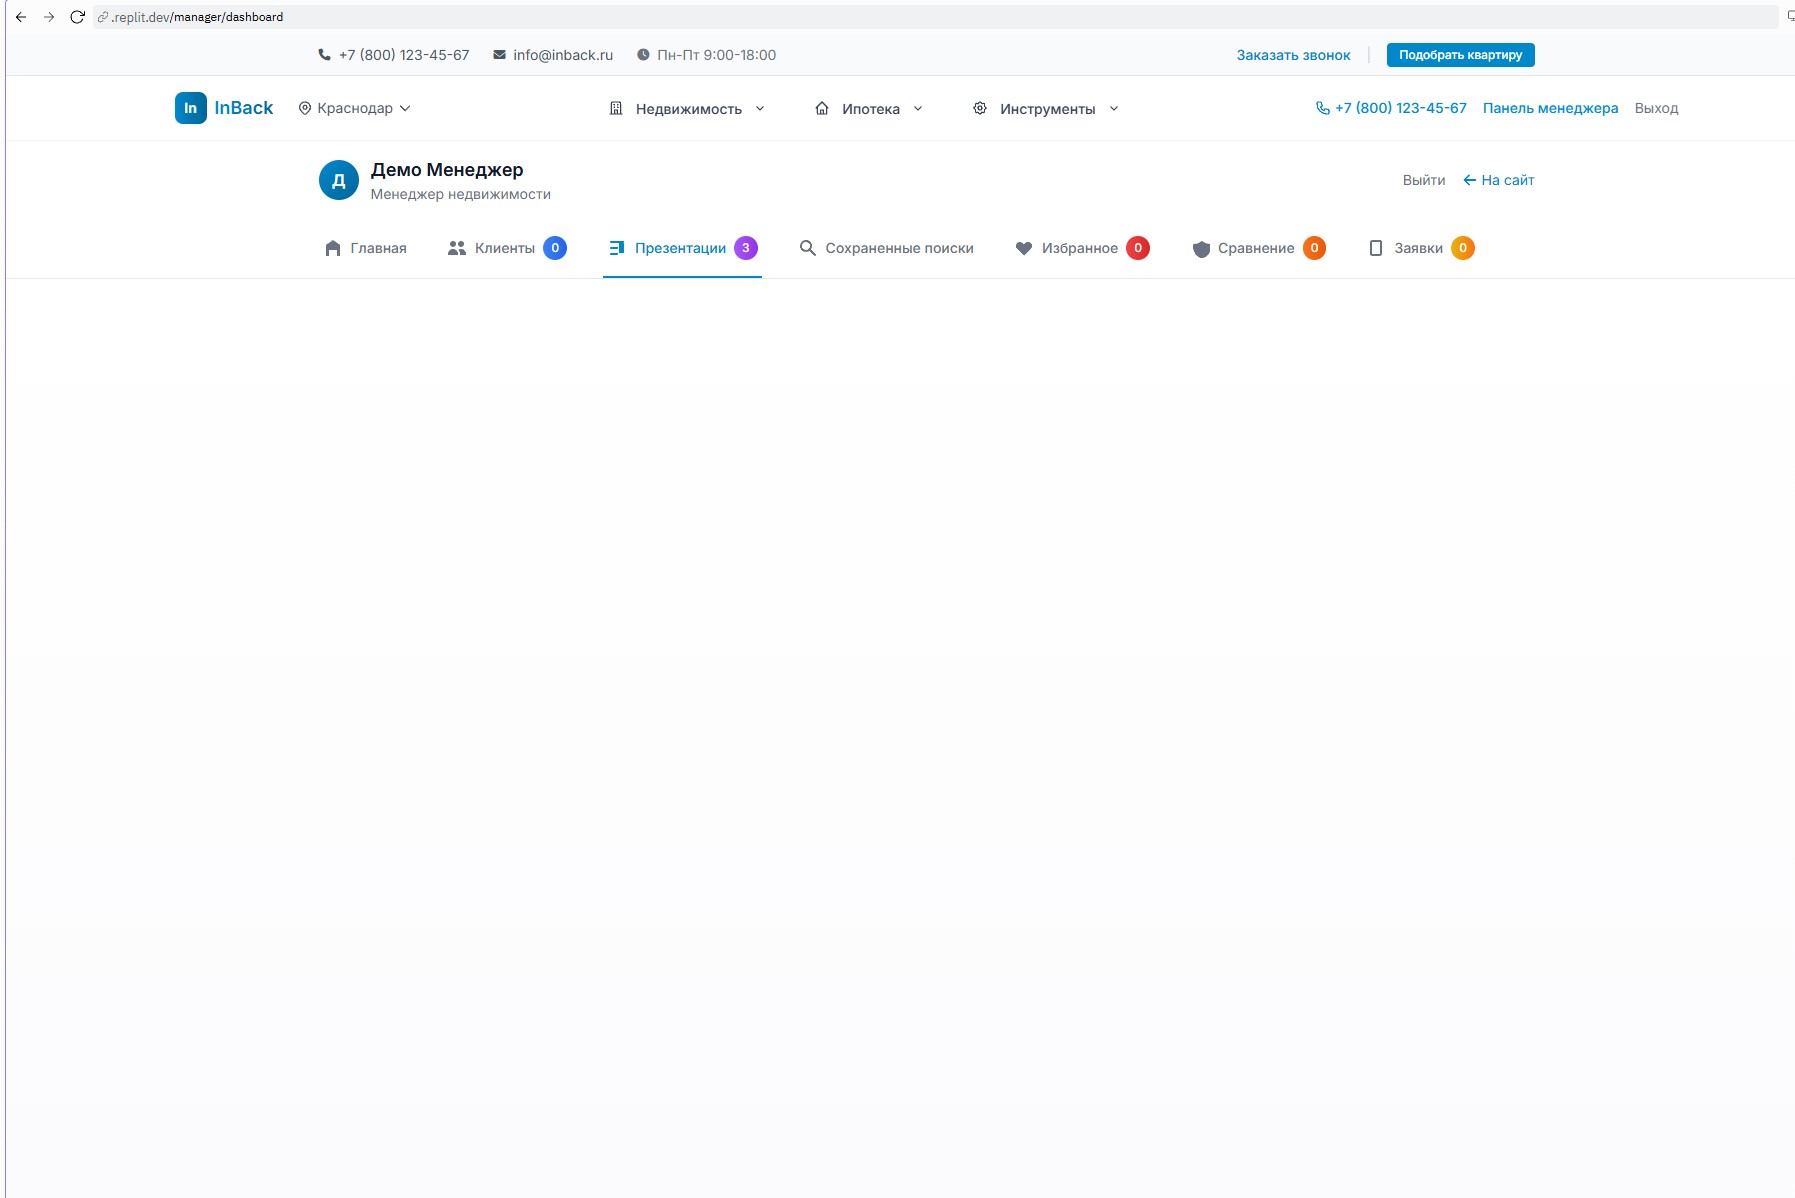 .replit.dev/manager/dashboard
+7 (800) 123-45-67 info@inback.ru Пн-Пт 9:00-18:00 Заказать звонок Подобрать квартиру
In InBack Краснодар Недвижимость Ипотека Инструменты +7 (800) 123-45-67 Панель менеджера Выход
Д Демо Менеджер
Менеджер недвижимости
Выйти ← На сайт
Главная Клиенты 0 Презентации 3 Сохраненные поиски Избранное 0 Сравнение 0 Заявки 0